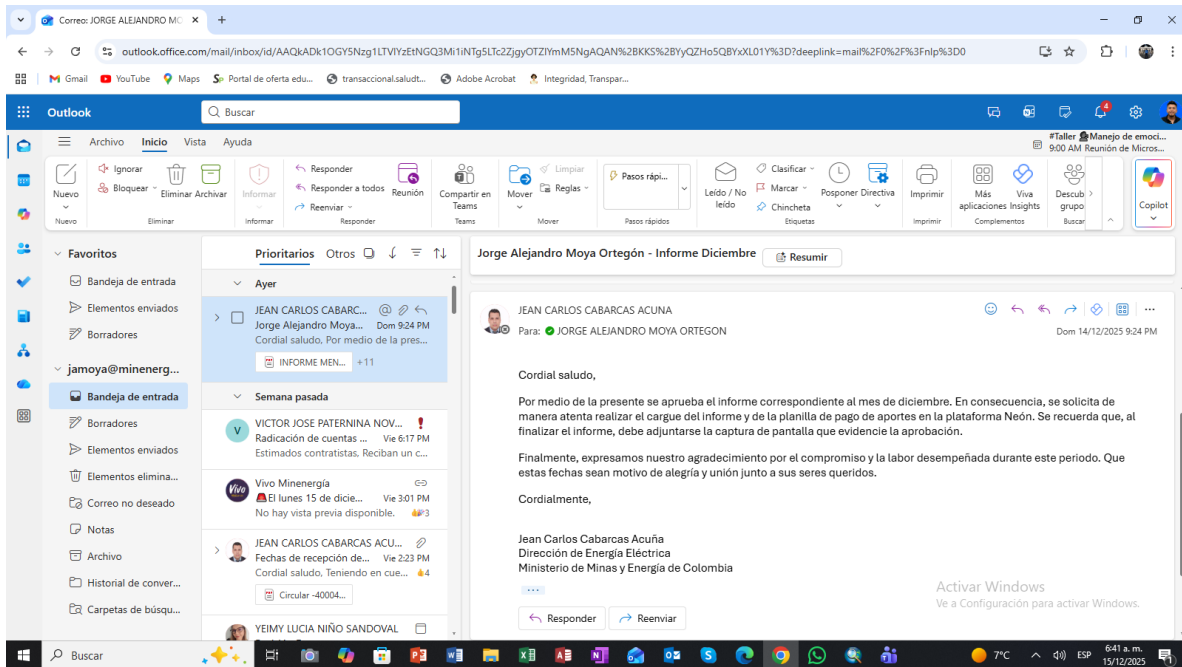 Correo: JORGE ALEJANDRO MO
outlook.office.com/mail/inbox/id/AAQkADk1OGY5Nzg1LTVlYzEtNGQ3Mi1iNTg5LTc2ZjgyOTZlYmM5NgAQAN%2BKKS%2BYyQZHo5QBYxXL01Y%3D?deeplink=mail%2F0%2F%3Fnlp%3D0
Gmail YouTube Maps Portal de oferta edu... transaccional.saludt... Adobe Acrobat Integridad, Transpar...
Outlook Buscar 4
Archivo Inicio Vista Ayuda
#Taller Manejo de emoci...
9:00 AM Reunión de Micros...
Nuevo Ignorar Bloquear Eliminar Archivar Informar Responder Responder a todos Reenviar Reunión Compartir en Teams Mover Limpiar Reglas Pasos rápi... Leído / No leído Clasificar Marcar Chincheta Posponer Directiva Imprimir Más aplicaciones Viva Insights Descub grupo Copilot
Nuevo Eliminar Informar Responder Teams Mover Pasos rápidos Etiquetas Imprimir Complementos Buscar
Favoritos
Bandeja de entrada
Elementos enviados
Borradores
jamoya@minenerg...
Bandeja de entrada
Borradores
Elementos enviados
Elementos elimina...
Correo no deseado
Notas
Archivo
Historial de conver...
Carpetas de búsqu...
Prioritarios Otros
Ayer
JEAN CARLOS CABARC...
Jorge Alejandro Moya... Dom 9:24 PM
Cordial saludo, Por medio de la pres...
INFORME MEN... +11
Semana pasada
V
VICTOR JOSE PATERNINA NOV...
Radicación de cuentas ... Vie 6:17 PM
Estimados contratistas, Reciban un c...
Vivo
Vivo Minenergía
El lunes 15 de dicie... Vie 3:01 PM
No hay vista previa disponible. 3
JEAN CARLOS CABARCAS ACU...
Fechas de recepción de... Vie 2:23 PM
Cordial saludo, Teniendo en cue... 4
Circular -40004...
YEIMY LUCIA NIÑO SANDOVAL
Jorge Alejandro Moya Ortegón - Informe Diciembre Resumir
JEAN CARLOS CABARCAS ACUNA
Para: JORGE ALEJANDRO MOYA ORTEGON
Dom 14/12/2025 9:24 PM
Cordial saludo,
Por medio de la presente se aprueba el informe correspondiente al mes de diciembre. En consecuencia, se solicita de
manera atenta realizar el cargue del informe y de la planilla de pago de aportes en la plataforma Neón. Se recuerda que, al
finalizar el informe, debe adjuntarse la captura de pantalla que evidencie la aprobación.
Finalmente, expresamos nuestro agradecimiento por el compromiso y la labor desempeñada durante este periodo. Que
estas fechas sean motivo de alegría y unión junto a sus seres queridos.
Cordialmente,
Jean Carlos Cabarcas Acuña
Dirección de Energía Eléctrica
Ministerio de Minas y Energía de Colombia
Responder Reenviar
Activar Windows
Ve a Configuración para activar Windows.
Buscar
7°C ESP 6:41 a. m.
15/12/2025